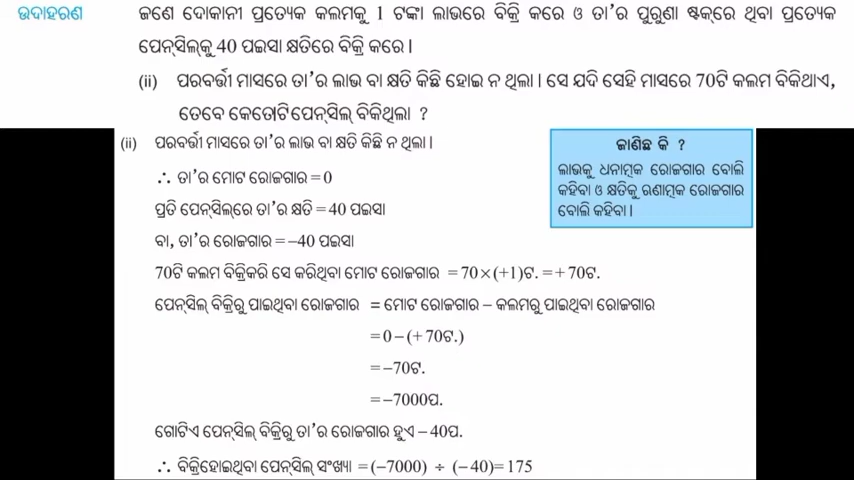 ଉଦାହରଣ ଜଣେ ଦୋକାନୀ ପ୍ରତ୍ୟେକ କଲମକୁ 1 ଟଙ୍କା ଲାଭରେ ବିକ୍ରି କରେ ଓ ତା'ର ପୁରୁଣା ଷ୍ଟକ୍‌ରେ ଥିବା ପ୍ରତ୍ୟେକ
ପେନ୍‌ସିଲ୍‌କୁ 40 ପଇସା କ୍ଷତିରେ ବିକ୍ରି କରେ।
(ii) ପରବର୍ତ୍ତୀ ମାସରେ ତା'ର ଲାଭ ବା କ୍ଷତି କିଛି ହୋଇ ନ ଥିଲା। ସେ ଯଦି ସେହି ମାସରେ 70ଟି କଲମ ବିକିଥାଏ,
ତେବେ କେତୋଟି ପେନ୍‌ସିଲ୍ ବିକିଥିଲା ?
(ii) ପରବର୍ତ୍ତୀ ମାସରେ ତା'ର ଲାଭ ବା କ୍ଷତି କିଛି ନ ଥିଲା।
∴ ତା'ର ମୋଟ ରୋଜଗାର = 0
ପ୍ରତି ପେନ୍‌ସିଲ୍‌ରେ ତା'ର କ୍ଷତି = 40 ପଇସା
ବା, ତା'ର ରୋଜଗାର = –40 ପଇସା
70ଟି କଲମ ବିକ୍ରିକରି ସେ କରିଥିବା ମୋଟ ରୋଜଗାର = 70 × (+1)ଟ. = + 70ଟ.
ପେନ୍‌ସିଲ୍ ବିକ୍ରିରୁ ପାଇଥିବା ରୋଜଗାର = ମୋଟ ରୋଜଗାର – କଲମରୁ ପାଇଥିବା ରୋଜଗାର
= 0 – (+ 70ଟ.)
= –70ଟ.
= –7000ପ.
ଗୋଟିଏ ପେନ୍‌ସିଲ୍ ବିକ୍ରିରୁ ତା'ର ରୋଜଗାର ହୁଏ – 40ପ.
∴ ବିକ୍ରିହୋଇଥିବା ପେନ୍‌ସିଲ୍ ସଂଖ୍ୟା = (–7000) ÷ (– 40) = 175
ଜାଣିଛ କି ?
ଲାଭକୁ ଧନାତ୍ମକ ରୋଜଗାର ବୋଲି
କହିବା ଓ କ୍ଷତିକୁ ଋଣାତ୍ମକ ରୋଜଗାର
ବୋଲି କହିବା।